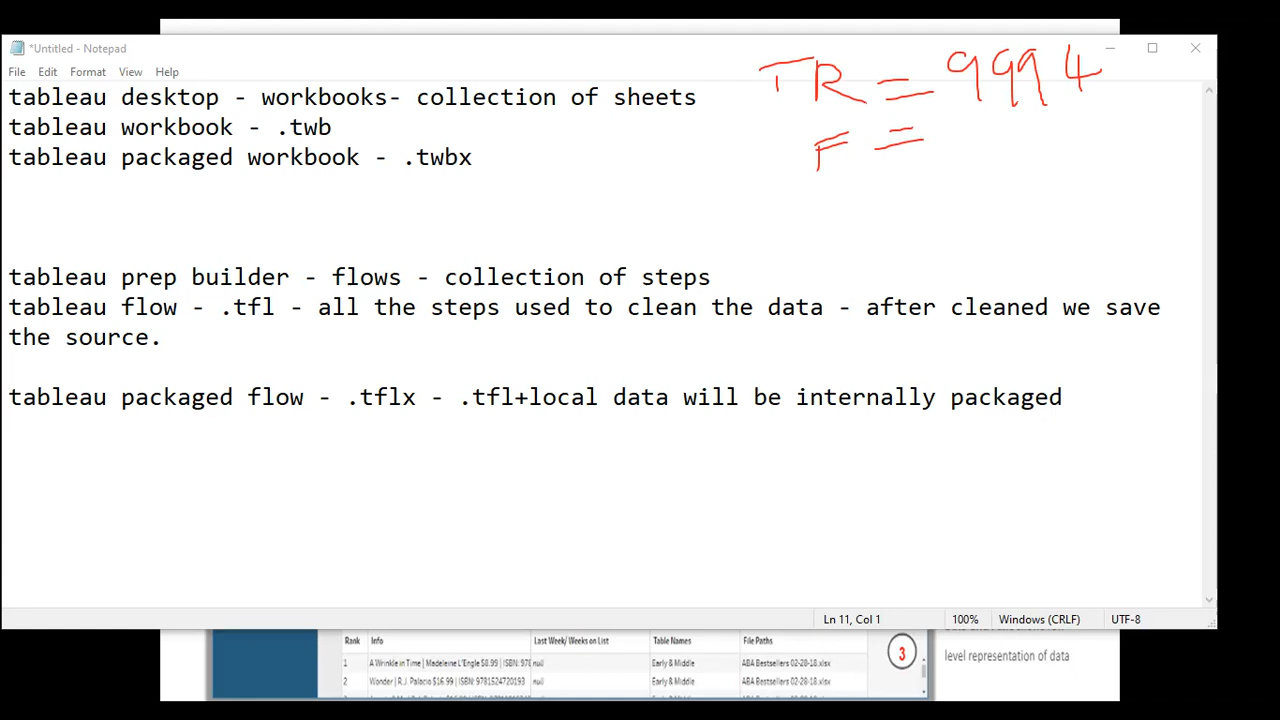 *Untitled - Notepad
File Edit Format View Help
TR = 9994
F =
tableau desktop - workbooks- collection of sheets
tableau workbook - .twb
tableau packaged workbook - .twbx
tableau prep builder - flows - collection of steps
tableau flow - .tfl - all the steps used to clean the data - after cleaned we save
the source.
tableau packaged flow - .tflx - .tfl+local data will be internally packaged
Ln 11, Col 1 100% Windows (CRLF) UTF-8
Rank Info Last Week/ Weeks on List Table Names File Paths
1 A Wrinkle in Time | Madeleine L'Engle $8.99 | ISBN: 978 null Early & Middle ABA Bestsellers 02-28-18.xlsx
2 Wonder | R.J. Palacio $16.99 | ISBN: 9781524720193 null Early & Middle ABA Bestsellers 02-28-18.xlsx
3
level representation of data